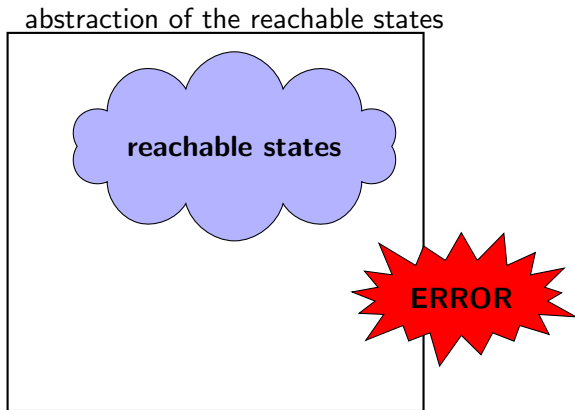 abstraction of the reachable states
reachable states
ERROR